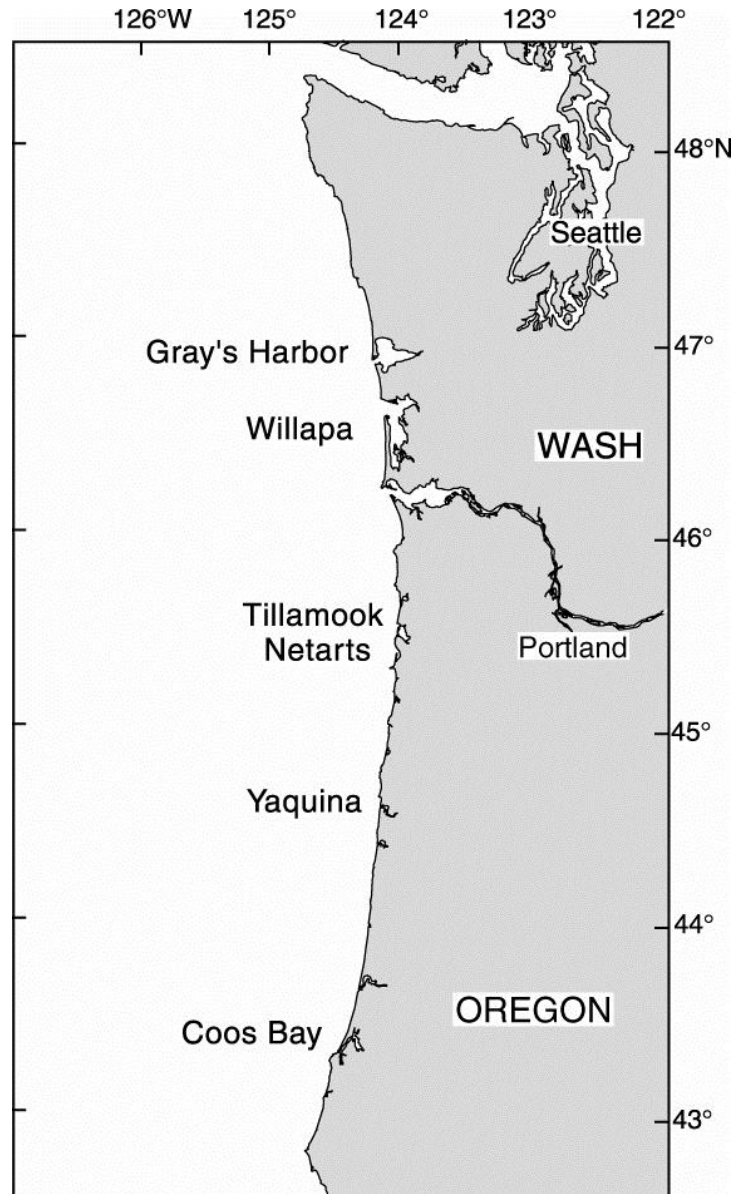 126°W 125° 124° 123° 122°
48°N
Seattle
47°
Gray's Harbor
Willapa
WASH
46°
Tillamook
Netarts
Portland
45°
Yaquina
44°
OREGON
Coos Bay
43°